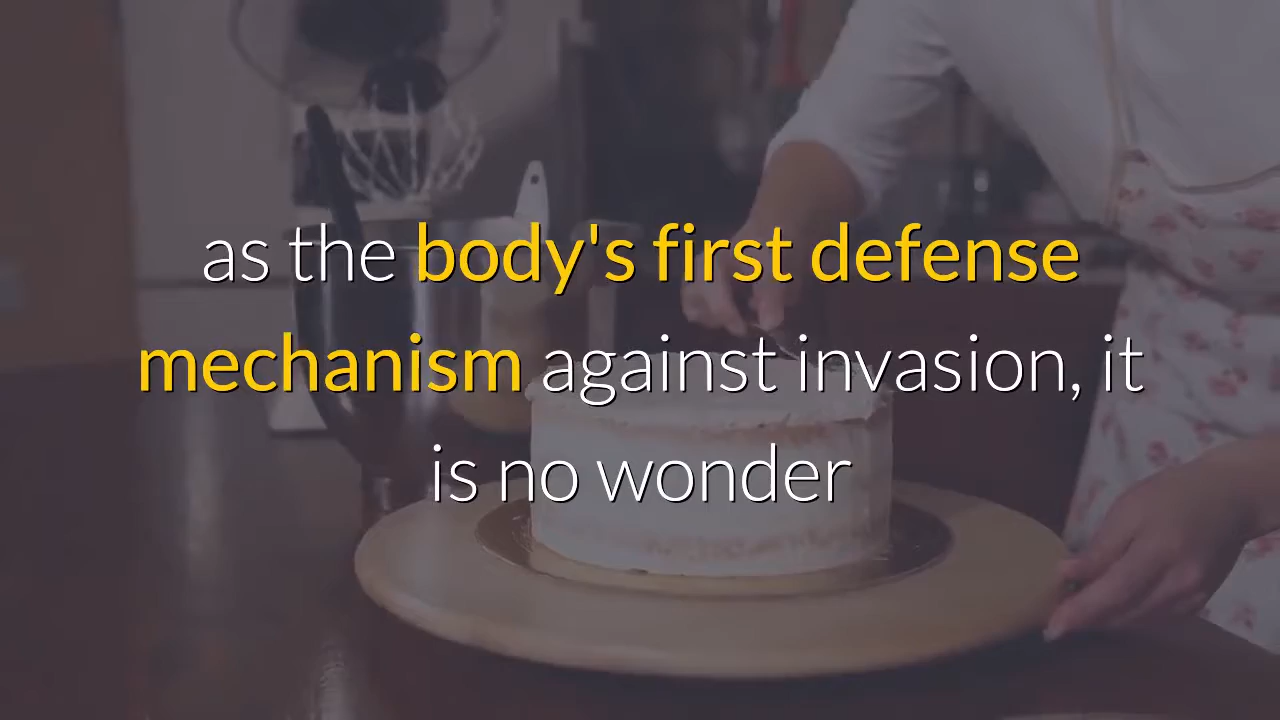 as the body's first defense
mechanism against invasion, it
is no wonder